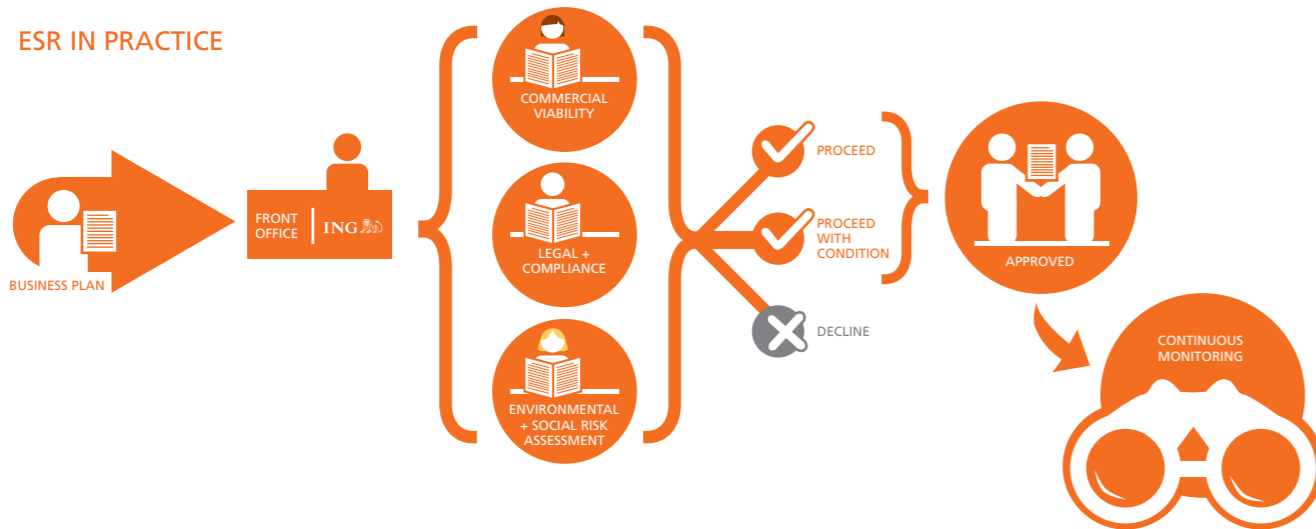 ESR IN PRACTICE
BUSINESS PLAN
FRONT
OFFICE
ING
COMMERCIAL
VIABILITY
LEGAL +
COMPLIANCE
ENVIRONMENTAL
+ SOCIAL RISK
ASSESSMENT
PROCEED
PROCEED
WITH
CONDITION
DECLINE
APPROVED
CONTINUOUS
MONITORING